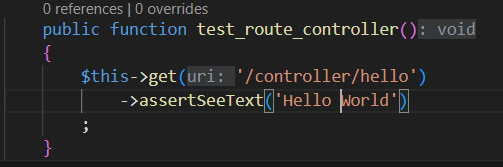 0 references | 0 overrides
public function test_route_controller(): void
{
    $this->get(uri: '/controller/hello')
        ->assertSeeText('Hello World')
    ;
}